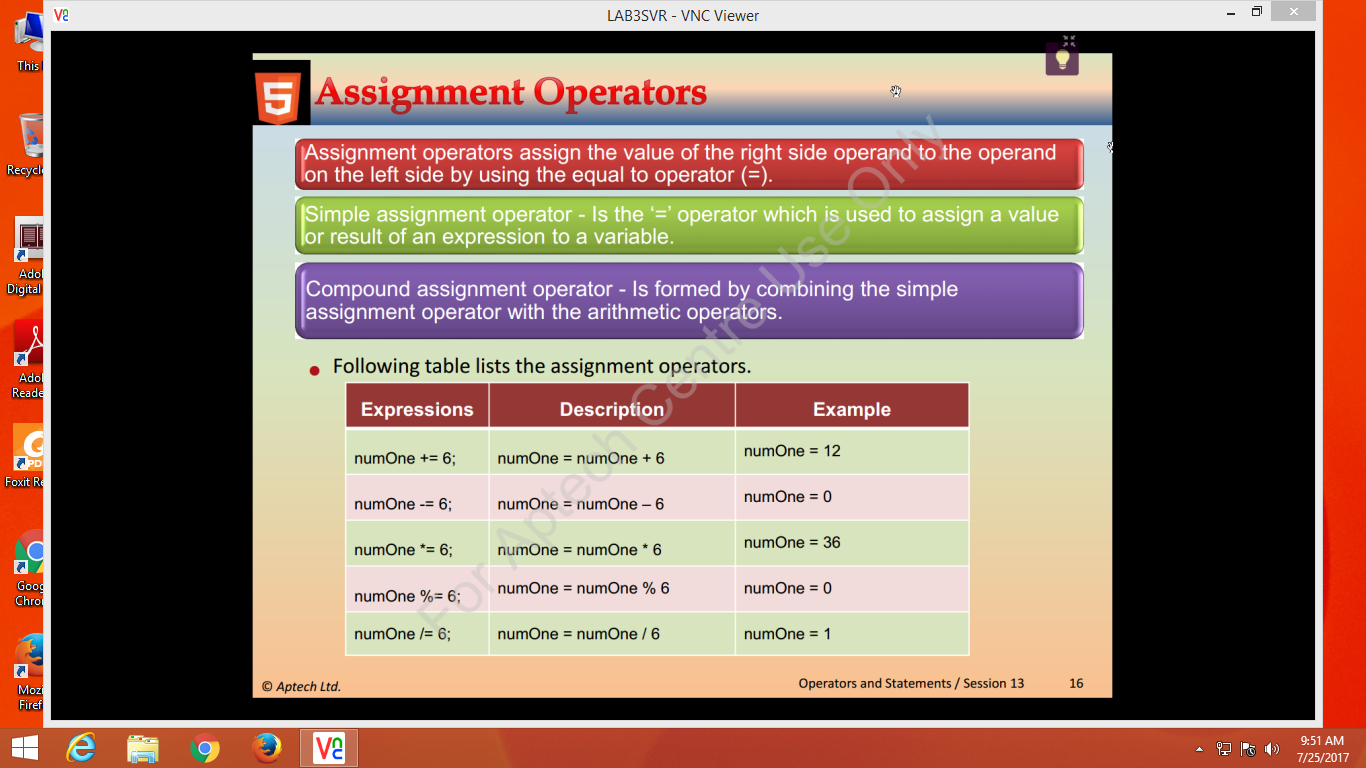 LAB3SVR - VNC Viewer
This
Recycle
Ado
Digital
Ado
Reade
Foxit Re
Goog
Chror
Mozi
Firef
5
Assignment Operators
Assignment operators assign the value of the right side operand to the operand
on the left side by using the equal to operator (=).
Simple assignment operator - Is the ‘=’ operator which is used to assign a value
or result of an expression to a variable.
Compound assignment operator - Is formed by combining the simple
assignment operator with the arithmetic operators.
Following table lists the assignment operators.
Expressions Description Example
numOne += 6; numOne = numOne + 6 numOne = 12
numOne -= 6; numOne = numOne – 6 numOne = 0
numOne *= 6; numOne = numOne * 6 numOne = 36
numOne %= 6; numOne = numOne % 6 numOne = 0
numOne /= 6; numOne = numOne / 6 numOne = 1
For Aptech Centre Use Only
© Aptech Ltd. Operators and Statements / Session 13 16
9:51 AM
7/25/2017